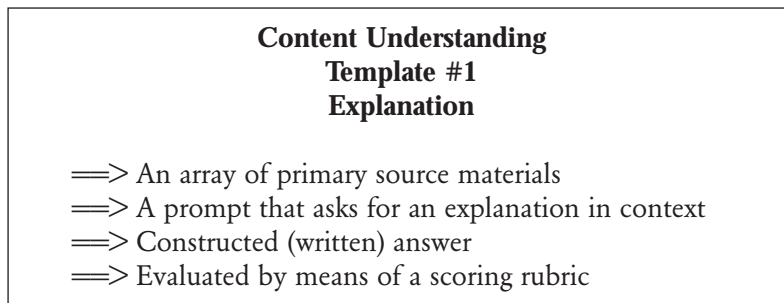 Content Understanding
Template #1
Explanation
==> An array of primary source materials
==> A prompt that asks for an explanation in context
==> Constructed (written) answer
==> Evaluated by means of a scoring rubric